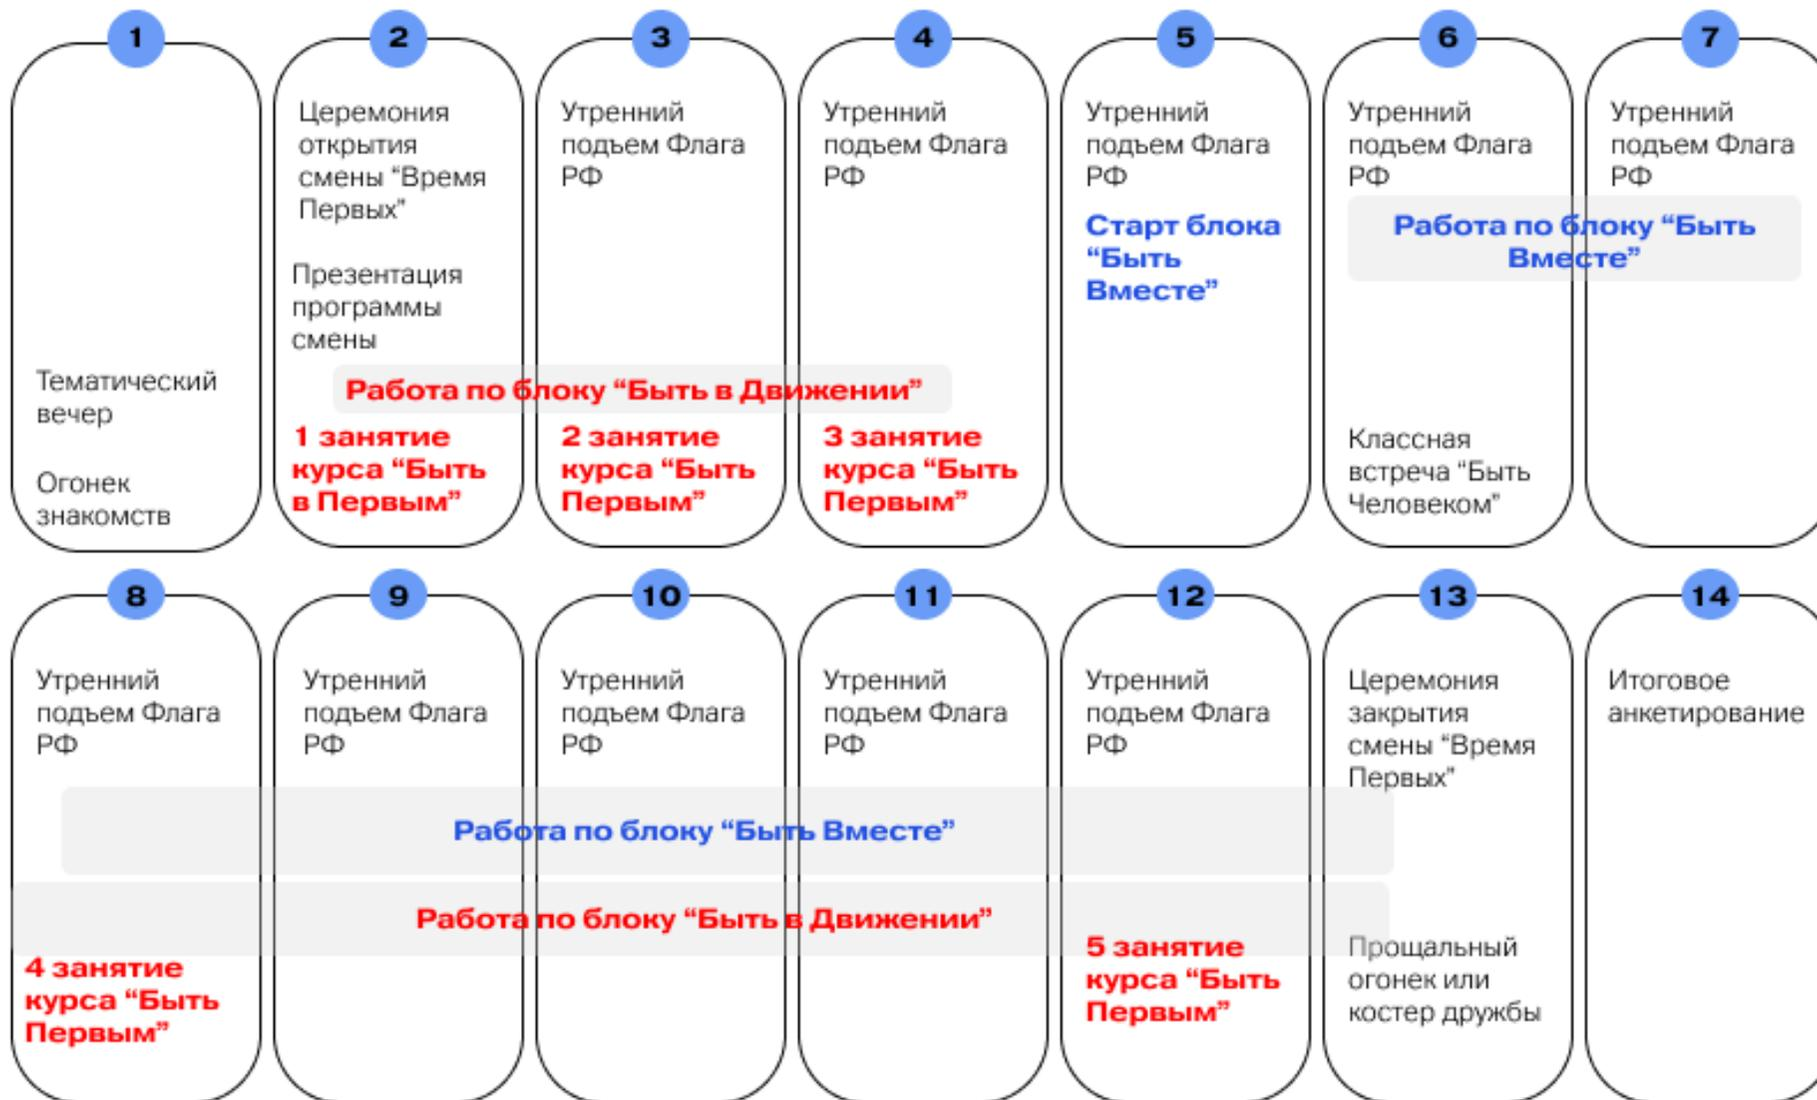 1
Тематический
вечер
Огонек
знакомств
2
Церемония
открытия
смены “Время
Первых”
Презентация
программы
смены
Работа по блоку “Быть в Движении”
1 занятие
курса “Быть
в Первым”
3
Утренний
подъем Флага
РФ
2 занятие
курса “Быть
Первым”
4
Утренний
подъем Флага
РФ
3 занятие
курса “Быть
Первым”
5
Утренний
подъем Флага
РФ
Старт блока
“Быть
Вместе”
6
Утренний
подъем Флага
РФ
Работа по блоку “Быть
Вместе”
Классная
встреча “Быть
Человеком”
7
Утренний
подъем Флага
РФ
8
Утренний
подъем Флага
РФ
Работа по блоку “Быть Вместе”
Работа по блоку “Быть в Движении”
4 занятие
курса “Быть
Первым”
9
Утренний
подъем Флага
РФ
10
Утренний
подъем Флага
РФ
11
Утренний
подъем Флага
РФ
12
Утренний
подъем Флага
РФ
5 занятие
курса “Быть
Первым”
13
Церемония
закрытия
смены “Время
Первых”
Прощальный
огонек или
костер дружбы
14
Итоговое
анкетирование